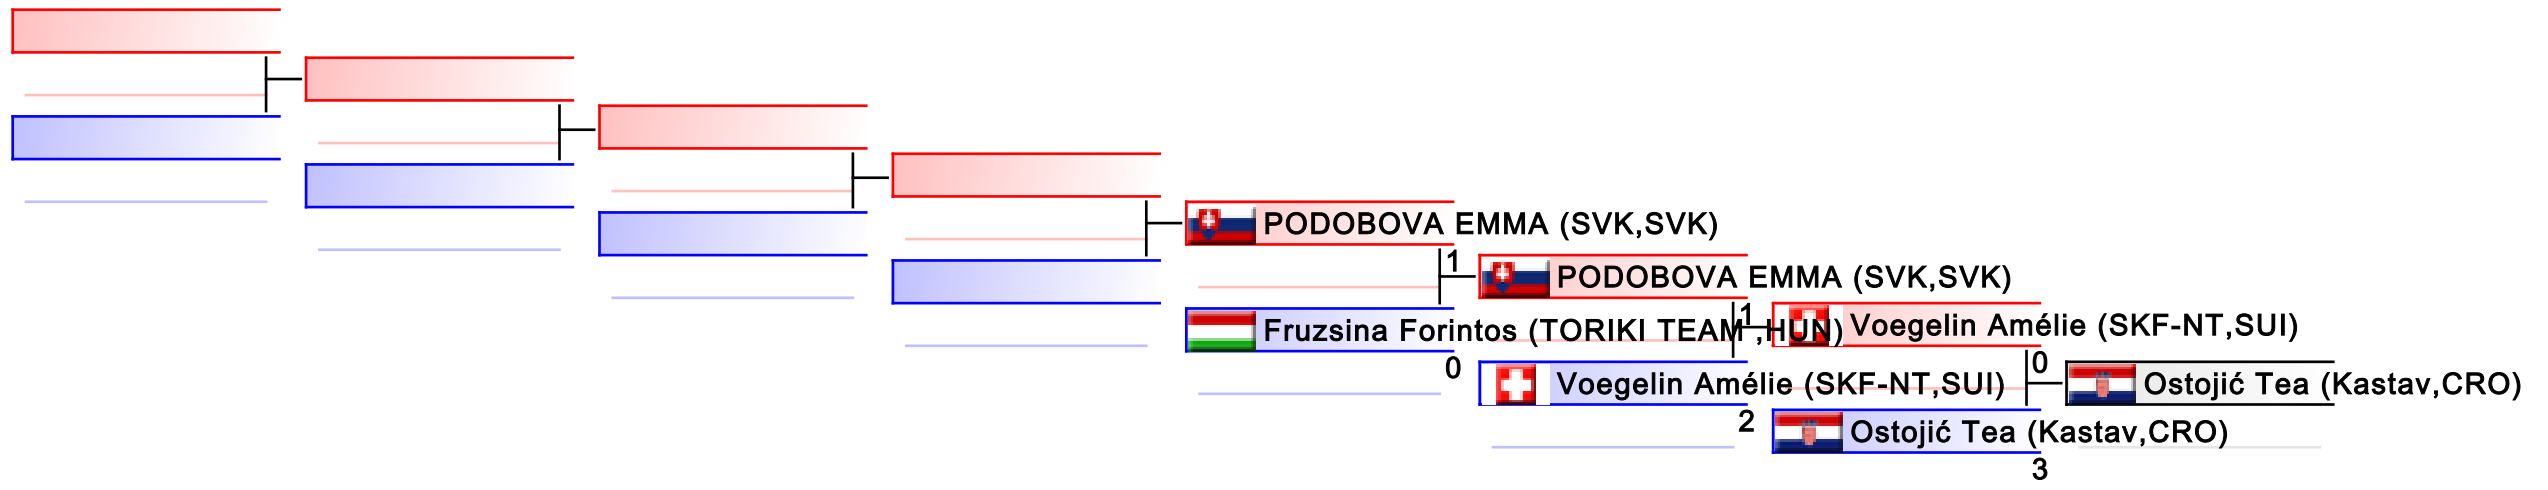 PODOBOVA EMMA (SVK,SVK)
1
PODOBOVA EMMA (SVK,SVK)
Fruzsina Forintos (TORIKI TEAM ,HUN)
0
1
Voegelin Amélie (SKF-NT,SUI)
Voegelin Amélie (SKF-NT,SUI)
2
0
Ostojić Tea (Kastav,CRO)
Ostojić Tea (Kastav,CRO)
3